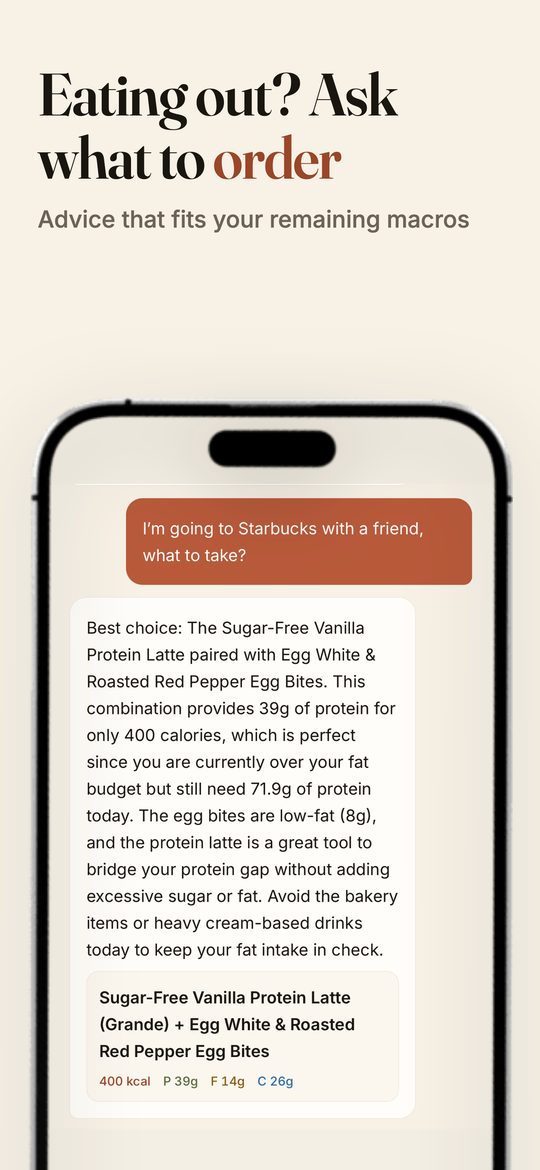 Eating out? Ask
what to order
Advice that fits your remaining macros
I’m going to Starbucks with a friend,
what to take?
Best choice: The Sugar-Free Vanilla
Protein Latte paired with Egg White &
Roasted Red Pepper Egg Bites. This
combination provides 39g of protein for
only 400 calories, which is perfect
since you are currently over your fat
budget but still need 71.9g of protein
today. The egg bites are low-fat (8g),
and the protein latte is a great tool to
bridge your protein gap without adding
excessive sugar or fat. Avoid the bakery
items or heavy cream-based drinks
today to keep your fat intake in check.
Sugar-Free Vanilla Protein Latte
(Grande) + Egg White & Roasted
Red Pepper Egg Bites
400 kcal P 39g F 14g C 26g